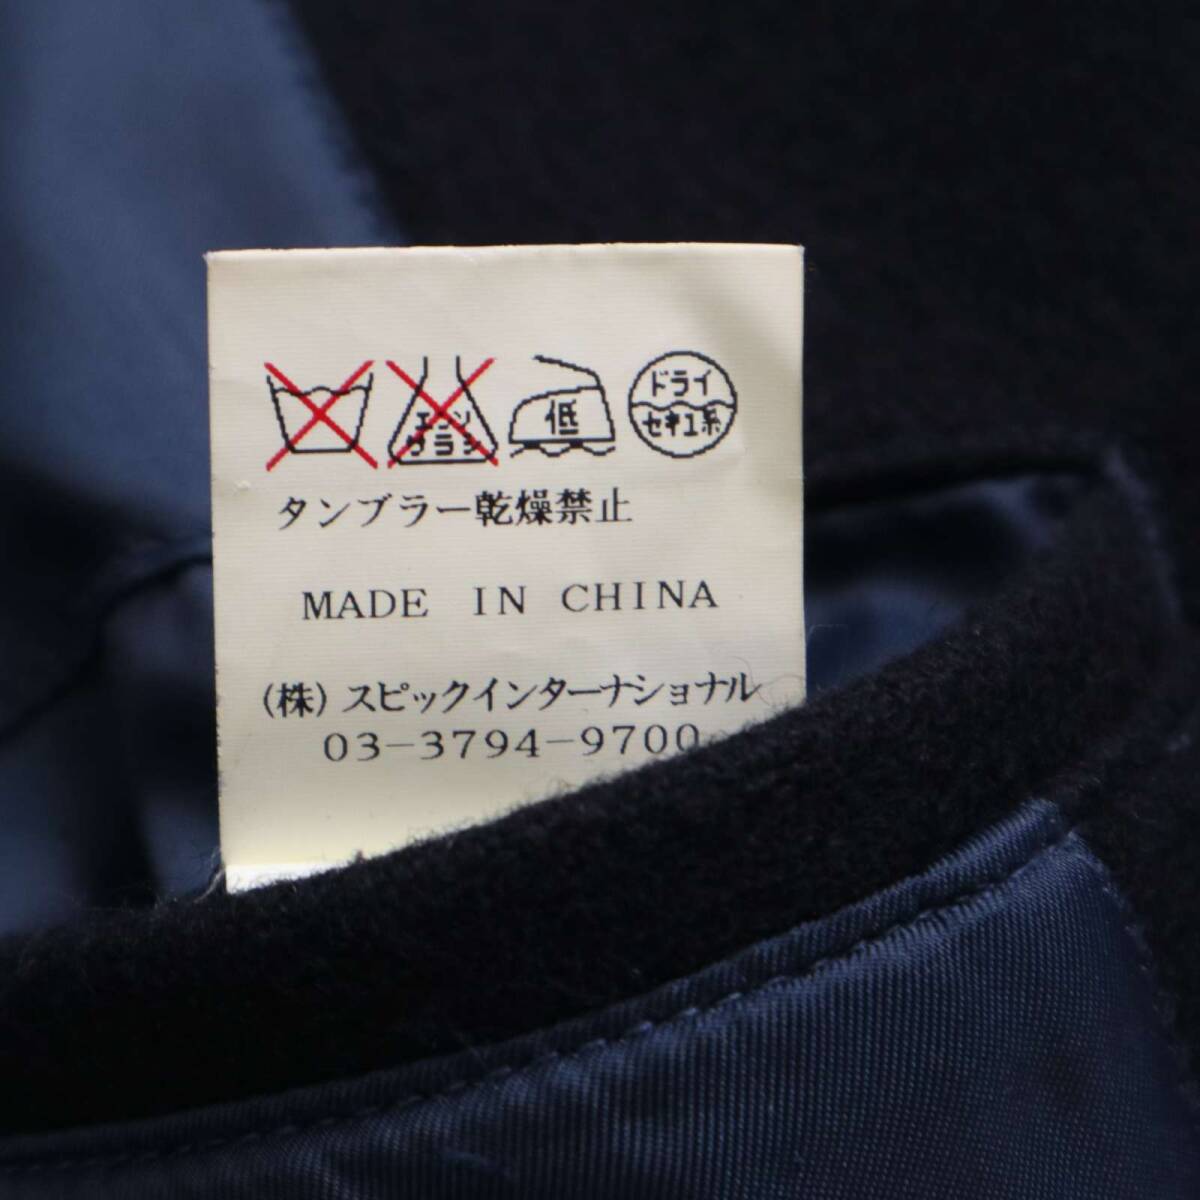 エンソ
サラシ
低
ドライ
セキユ系
タンブラー乾燥禁止
MADE IN CHINA
(株) スピックインターナショナル
03-3794-9700